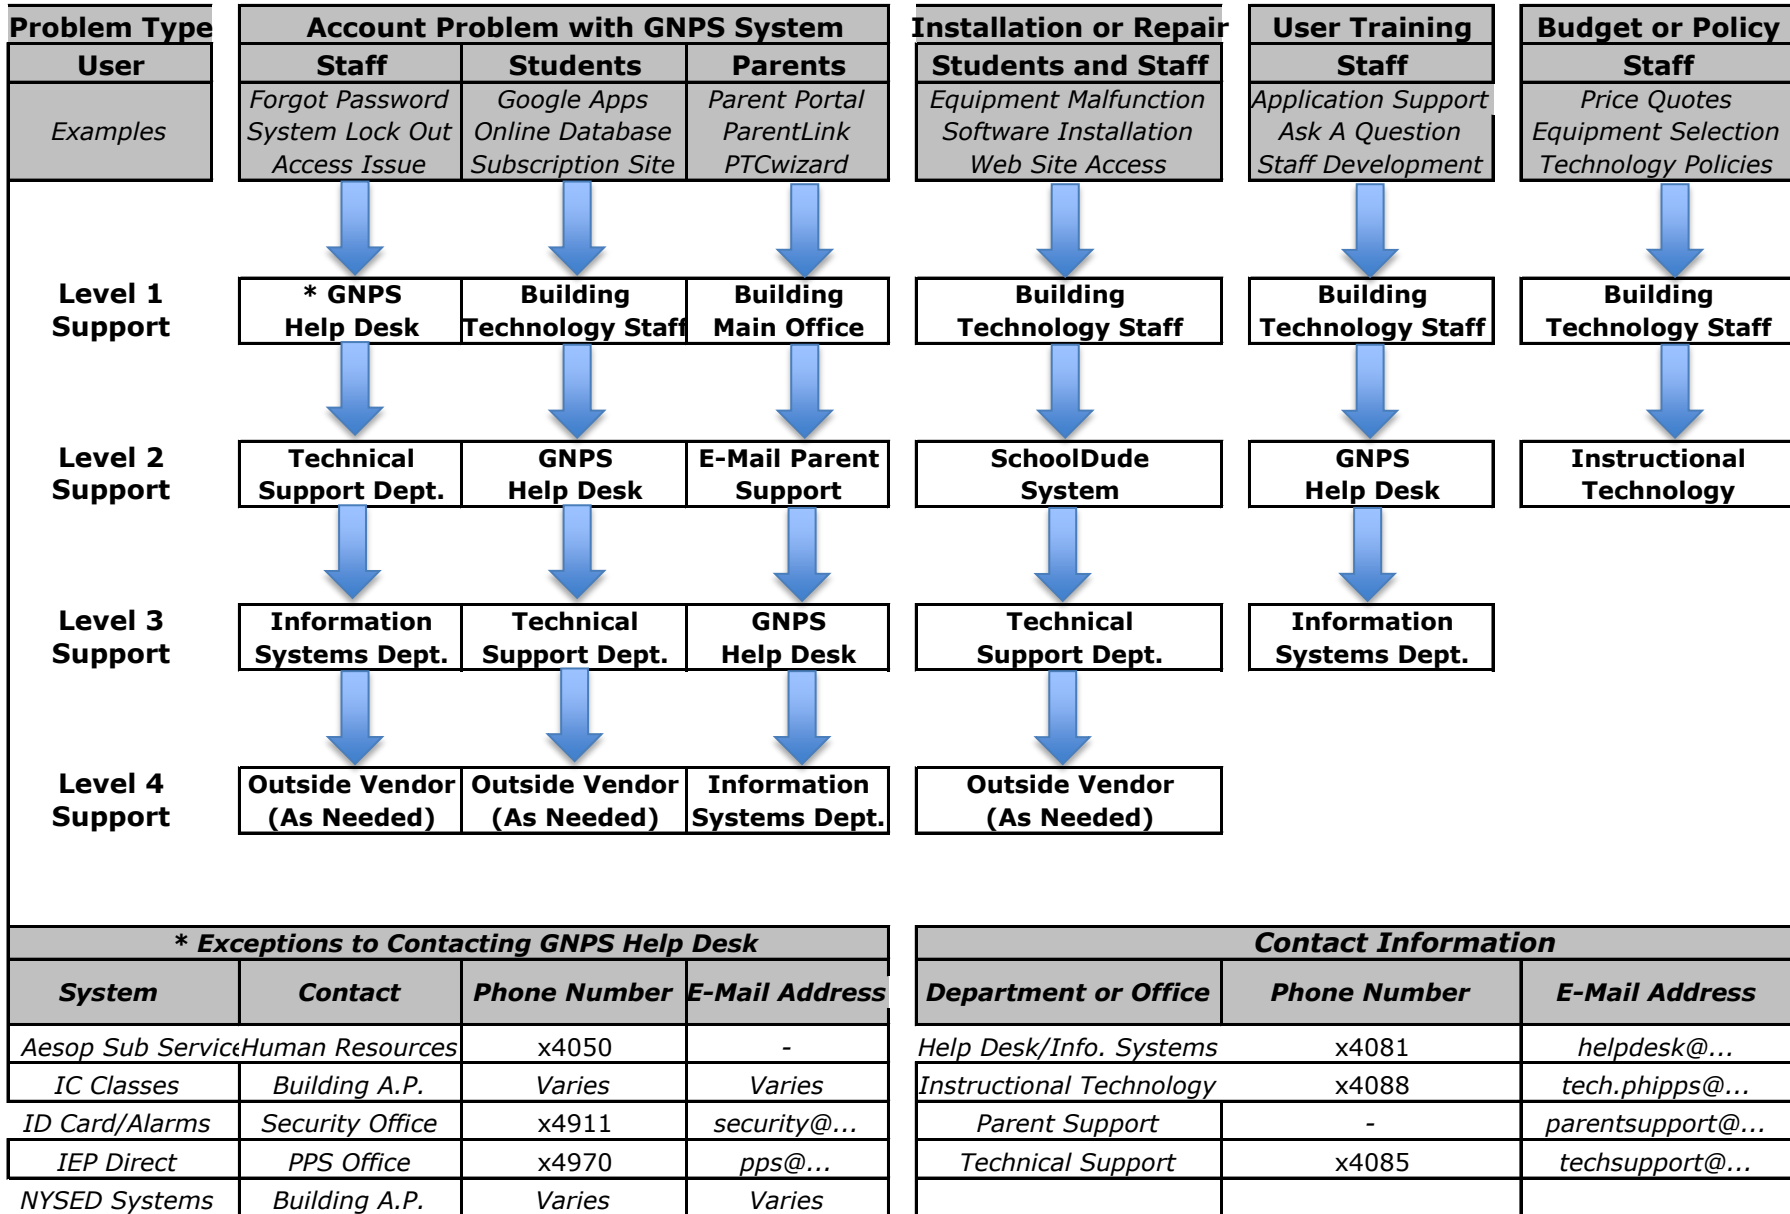 Problem Type Account Problem with GNPS System Installation or Repair User Training Budget or Policy
User Staff Students Parents Students and Staff Staff Staff
Forgot Password Google Apps Parent Portal Equipment Malfunction Application Support Price Quotes
Examples System Lock Out Online Database ParentLink Software Installation Ask A Question Equipment Selection
Access Issue Subscription Site PTCwizard Web Site Access Staff Development Technology Policies
Level 1 * GNPS Building Building Building Building Building
Support Help Desk Technology Staff Main Office Technology Staff Technology Staff Technology Staff
Level 2 Technical GNPS E-Mail Parent SchoolDude GNPS Instructional
Support Support Dept. Help Desk Support System Help Desk Technology
Level 3 Information Technical GNPS Technical Information
Support Systems Dept. Support Dept. Help Desk Support Dept. Systems Dept.
Level 4 Outside Vendor Outside Vendor Information Outside Vendor
Support (As Needed) (As Needed) Systems Dept. (As Needed)
* Exceptions to Contacting GNPS Help Desk
System Contact Phone Number E-Mail Address
Aesop Sub Service Human Resources x4050 -
IC Classes Building A.P. Varies Varies
ID Card/Alarms Security Office x4911 security@...
IEP Direct PPS Office x4970 pps@...
NYSED Systems Building A.P. Varies Varies
Contact Information
Department or Office Phone Number E-Mail Address
Help Desk/Info. Systems x4081 helpdesk@...
Instructional Technology x4088 tech.phipps@...
Parent Support - parentsupport@...
Technical Support x4085 techsupport@...